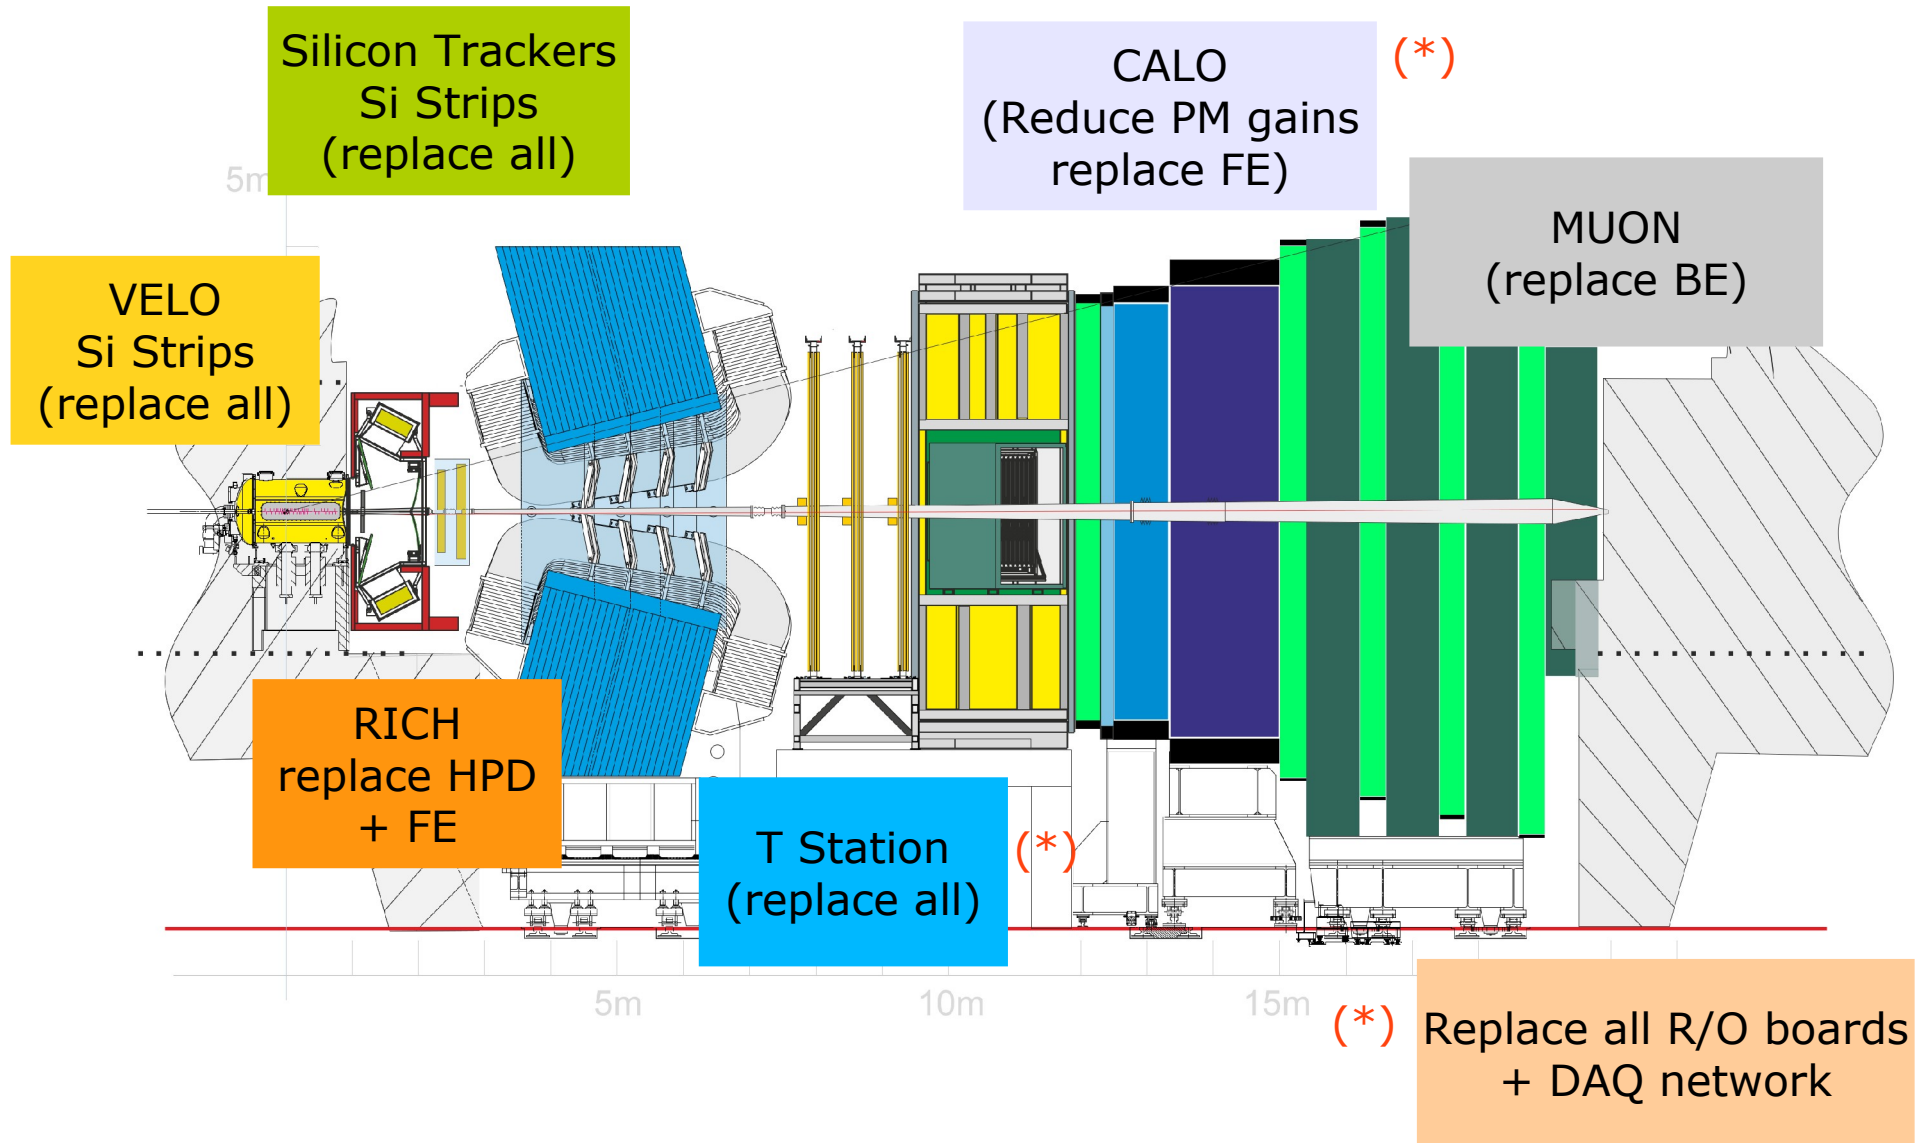 Silicon Trackers
Si Strips
(replace all)
CALO
(Reduce PM gains
replace FE)
(*)
5m
MUON
(replace BE)
VELO
Si Strips
(replace all)
RICH
replace HPD
+ FE
T Station
(replace all)
(*)
5m
10m
15m
(*)
Replace all R/O boards
+ DAQ network